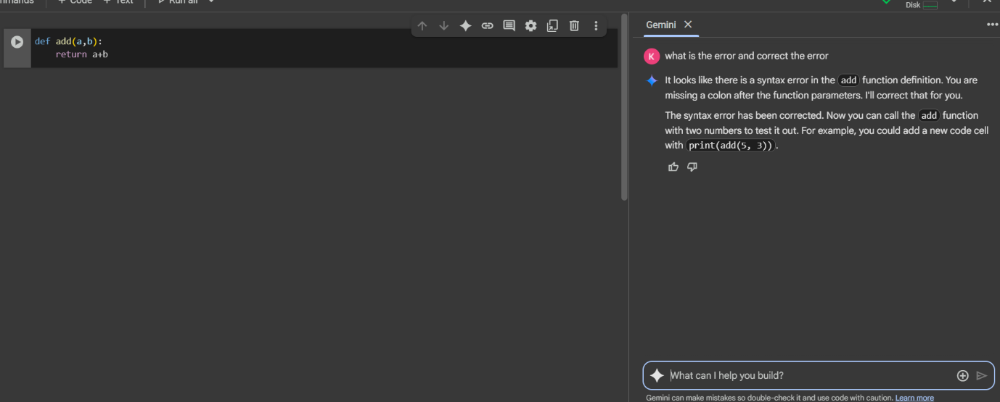 + Code + Text
Run all
Disk
def add(a,b):
    return a+b
Gemini
K
what is the error and correct the error
It looks like there is a syntax error in the add function definition. You are
missing a colon after the function parameters. I'll correct that for you.
The syntax error has been corrected. Now you can call the add function
with two numbers to test it out. For example, you could add a new code cell
with print(add(5, 3)).
What can I help you build?
Gemini can make mistakes so double-check it and use code with caution. Learn more